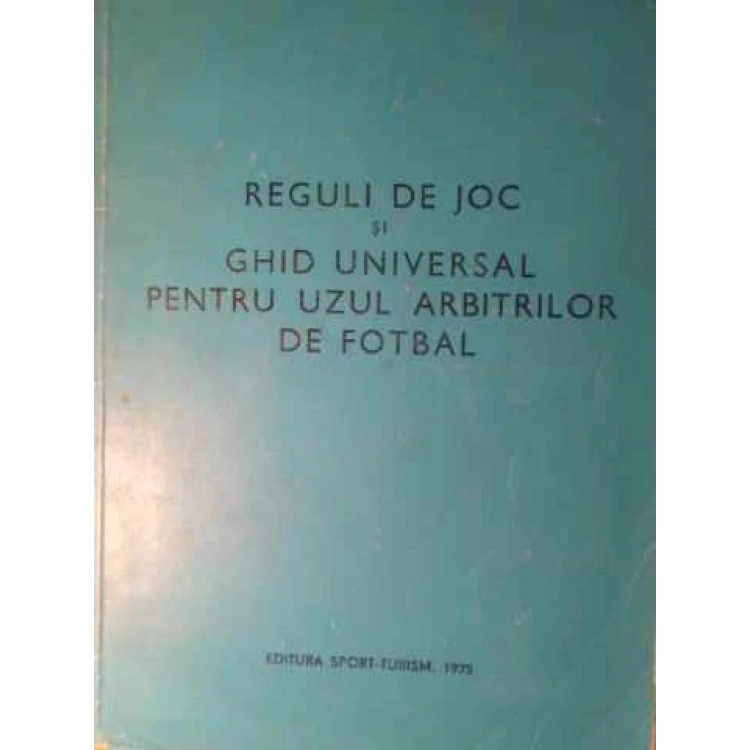 REGULI DE JOC
ȘI
GHID UNIVERSAL
PENTRU UZUL ARBITRILOR
DE FOTBAL
EDITURA SPORT-TURISM, 1975